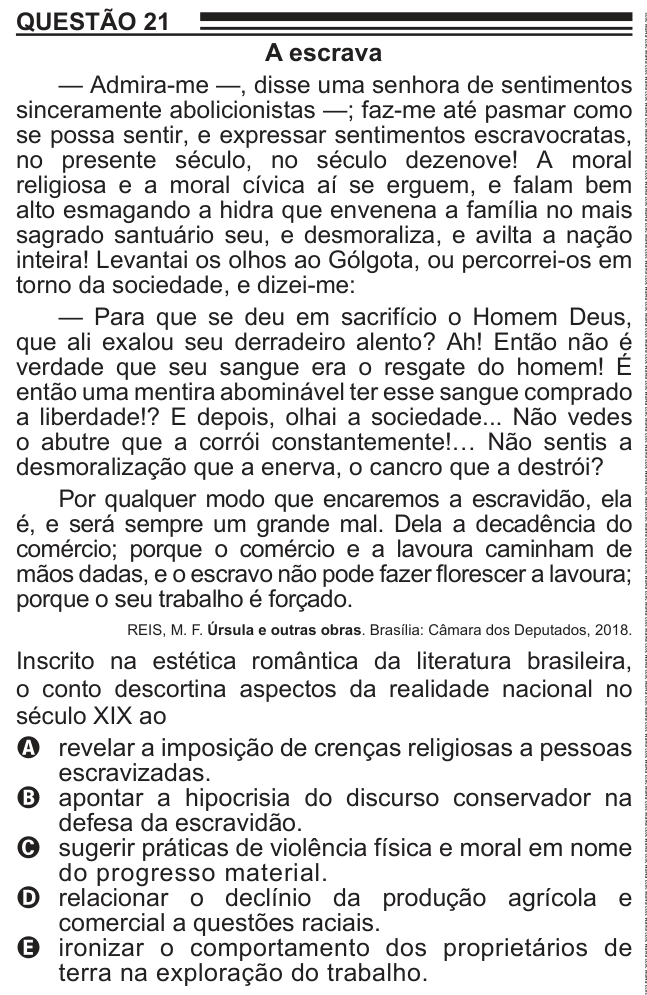 QUESTÃO 21
A escrava
— Admira-me —, disse uma senhora de sentimentos
sinceramente abolicionistas —; faz-me até pasmar como
se possa sentir, e expressar sentimentos escravocratas,
no presente século, no século dezenove! A moral
religiosa e a moral cívica aí se erguem, e falam bem
alto esmagando a hidra que envenena a família no mais
sagrado santuário seu, e desmoraliza, e avilta a nação
inteira! Levantai os olhos ao Gólgota, ou percorrei-os em
torno da sociedade, e dizei-me:
— Para que se deu em sacrifício o Homem Deus,
que ali exalou seu derradeiro alento? Ah! Então não é
verdade que seu sangue era o resgate do homem! É
então uma mentira abominável ter esse sangue comprado
a liberdade!? E depois, olhai a sociedade... Não vedes
o abutre que a corrói constantemente!… Não sentis a
desmoralização que a enerva, o cancro que a destrói?
Por qualquer modo que encaremos a escravidão, ela
é, e será sempre um grande mal. Dela a decadência do
comércio; porque o comércio e a lavoura caminham de
mãos dadas, e o escravo não pode fazer florescer a lavoura;
porque o seu trabalho é forçado.
REIS, M. F. Úrsula e outras obras. Brasília: Câmara dos Deputados, 2018.
Inscrito na estética romântica da literatura brasileira,
o conto descortina aspectos da realidade nacional no
século XIX ao
A revelar a imposição de crenças religiosas a pessoas
escravizadas.
B apontar a hipocrisia do discurso conservador na
defesa da escravidão.
C sugerir práticas de violência física e moral em nome
do progresso material.
D relacionar o declínio da produção agrícola e
comercial a questões raciais.
E ironizar o comportamento dos proprietários de
terra na exploração do trabalho.